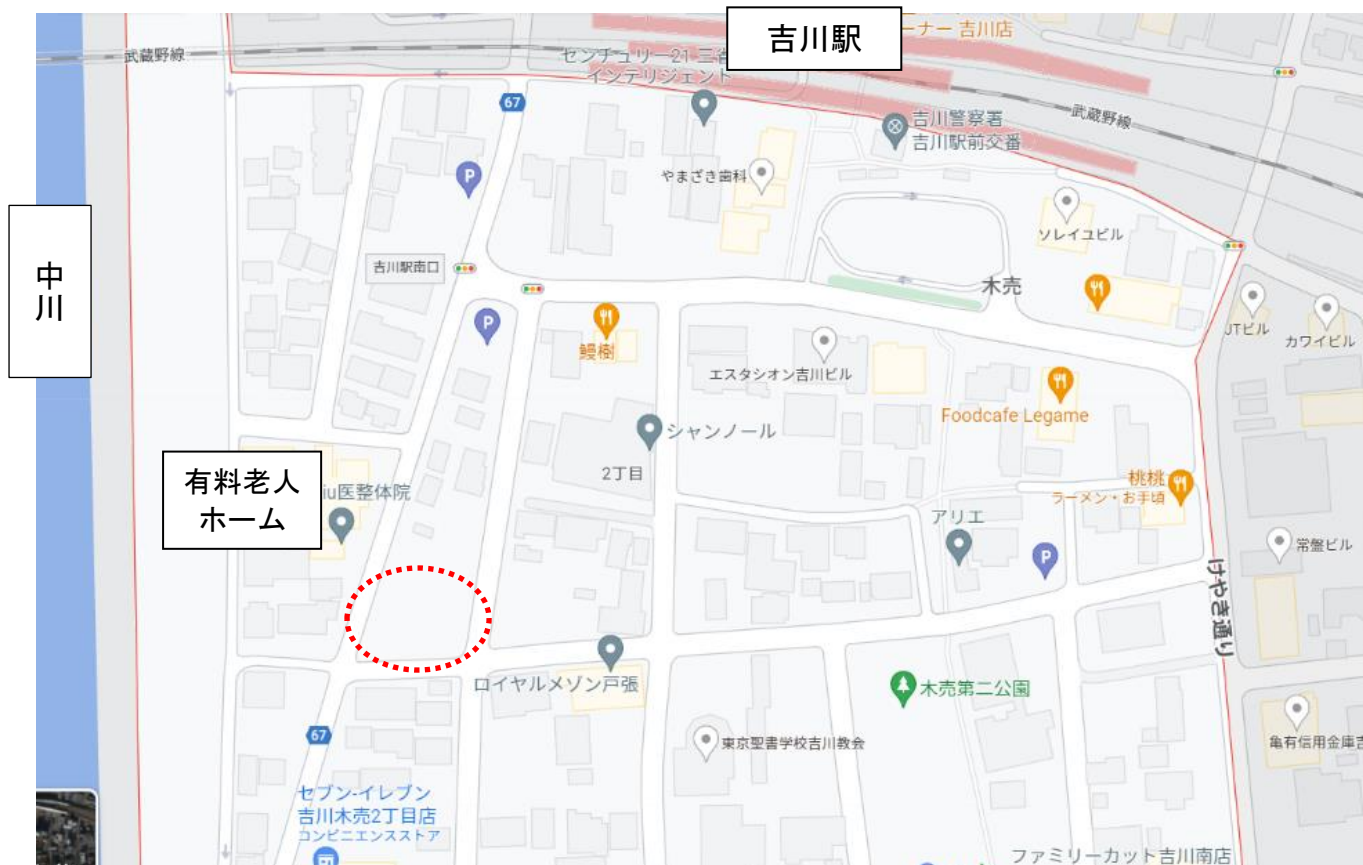 吉川駅
ーナー 吉川店
武蔵野線
センチュリー21 三省
インテリジェント
67
吉川警察署
吉川駅前交番
武蔵野線
P
やまざき歯科
ソレイユビル
中川
吉川駅南口
木売
P
鰻樹
JTビル
カワイビル
エスタシオン吉川ビル
Foodcafe Legame
シャンノール
2丁目
有料老人
ホーム
iu医整体院
桃桃
ラーメン・お手頃
アリエ
P
常盤ビル
けやき通り
ロイヤルメゾン戸張
木売第二公園
67
東京聖書学校吉川教会
亀有信用金庫吉
セブン-イレブン
吉川木売2丁目店
コンビニエンスストア
ファミリーカット吉川南店